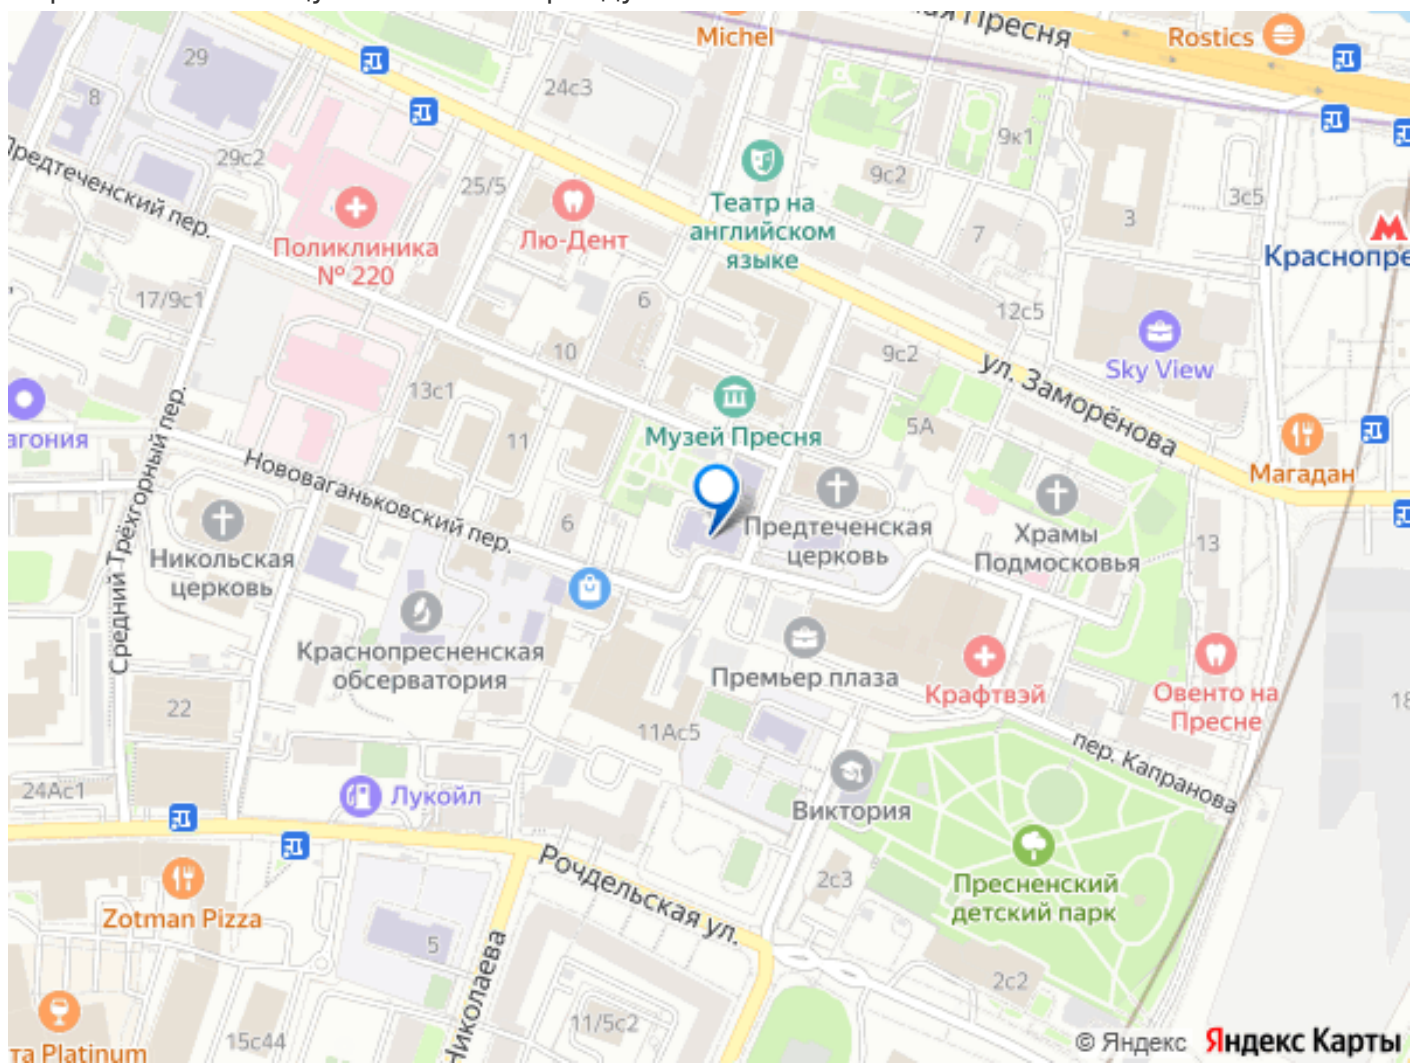 Michel
Пресня
Rostics
29
8
24с3
9к1
29с2
Предтеченский пер.
25/5
9с2
3с5
3
Театр на
английском
языке
Поликлиника
№ 220
Лю-Дент
7
Краснопре
17/9с1
6
12с5
10
9с2
Sky View
ул. Заморёнова
13с1
11
Музей Пресня
5А
агония
Магадан
Средний Трёхгорный пер.
Нововаганьковский пер.
6
Предтеченская
церковь
Храмы
Подмосковья
13
Никольская
церковь
Краснопресненская
обсерватория
Премьер плаза
Крафтвэй
Овенто на
Пресне
22
11Ас5
18
пер. Капранова
24Ас1
Лукойл
Виктория
Рочдельская ул.
2с3
Пресненский
детский парк
Zotman Pizza
5
Николаева
2с2
15с44
11/5с2
та Platinum
© Яндекс Яндекс Карты